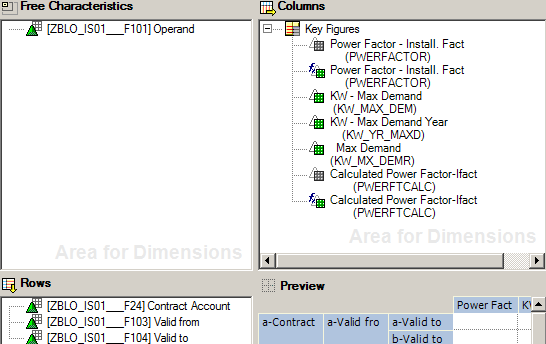 Free Characteristics
[ZBLO_IS01___F101] Operand
Area for Dimensions
Columns
Key Figures
Power Factor - Install. Fact
(PWERFACTOR)
Power Factor - Install. Fact
(PWERFACTOR)
KW - Max Demand
(KW_MAX_DEM)
KW - Max Demand Year
(KW_YR_MAXD)
Max Demand
(KW_MX_DEMR)
Calculated Power Factor-Ifact
(PWERFTCALC)
Calculated Power Factor-Ifact
(PWERFTCALC)
Area for Dimensions
Rows
[ZBLO_IS01___F24] Contract Account
[ZBLO_IS01___F103] Valid from
[ZBLO_IS01___F104] Valid to
Preview
Power Fact
a-Contract a-Valid fro a-Valid to
b-Valid to